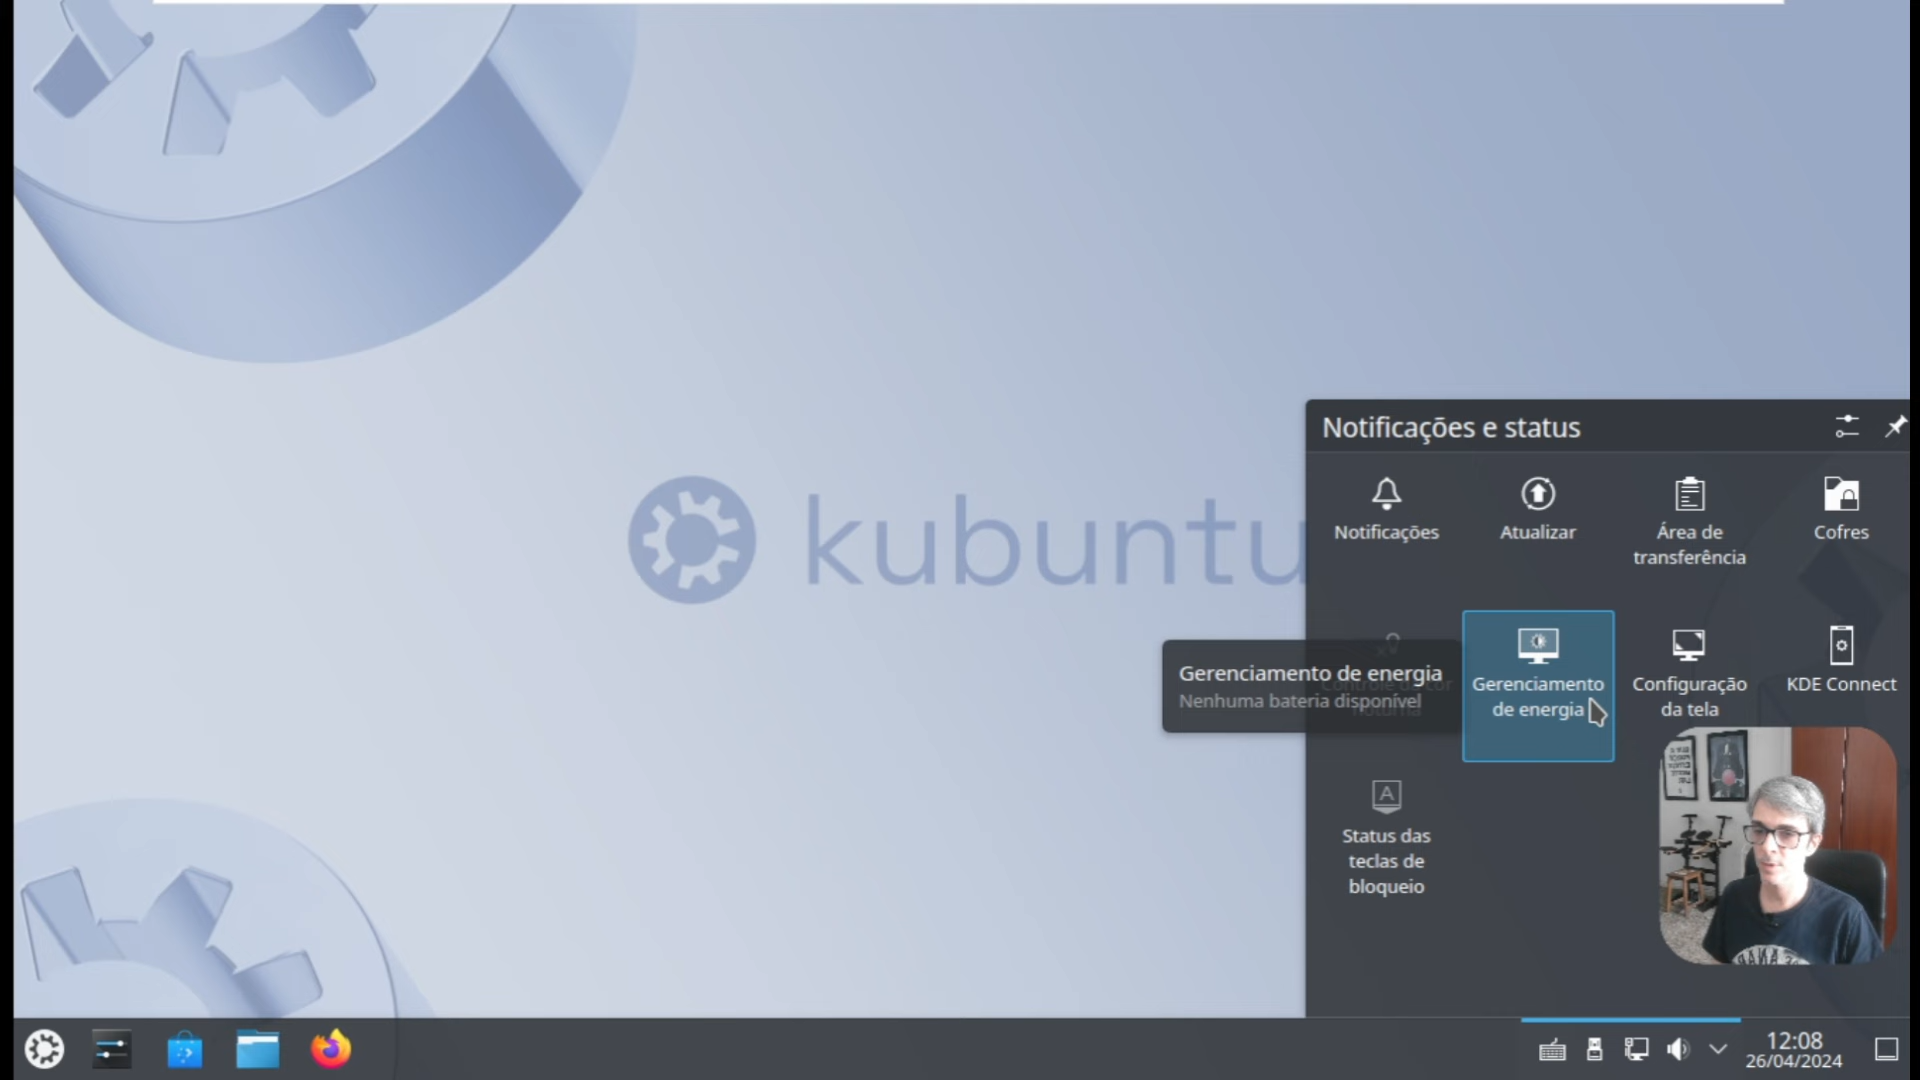 kubuntu
Notificações e status
Notificações
Atualizar
Área de
transferência
Cofres
Gerenciamento de energia
Nenhuma bateria disponível
Gerenciamento
de energia
Configuração
da tela
KDE Connect
A
Status das
teclas de
bloqueio
12:08
26/04/2024